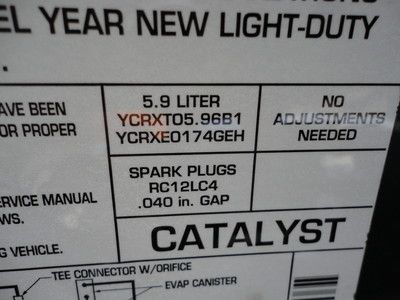 EL YEAR NEW LIGHT-DUTY
AVE BEEN
OR PROPER
5.9 LITER
YCRXT05.96B1
YCRXE0174GEH
NO
ADJUSTMENTS
NEEDED
SPARK PLUGS
RC12LC4
.040 in. GAP
ERVICE MANUAL
WS.
G VEHICLE.
CATALYST
TEE CONNECTOR W/ORIFICE
EVAP CANISTER